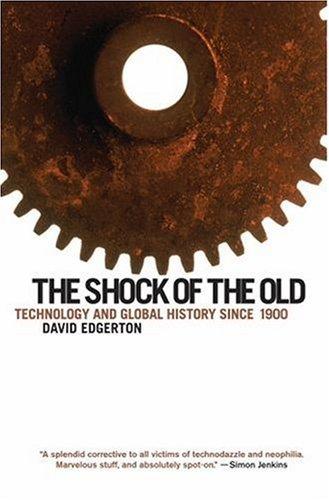 THE SHOCK OF THE OLD
TECHNOLOGY AND GLOBAL HISTORY SINCE 1900
DAVID EDGERTON
"A splendid corrective to all victims of technodazzle and neophilia.
Marvelous stuff, and absolutely spot-on." —Simon Jenkins